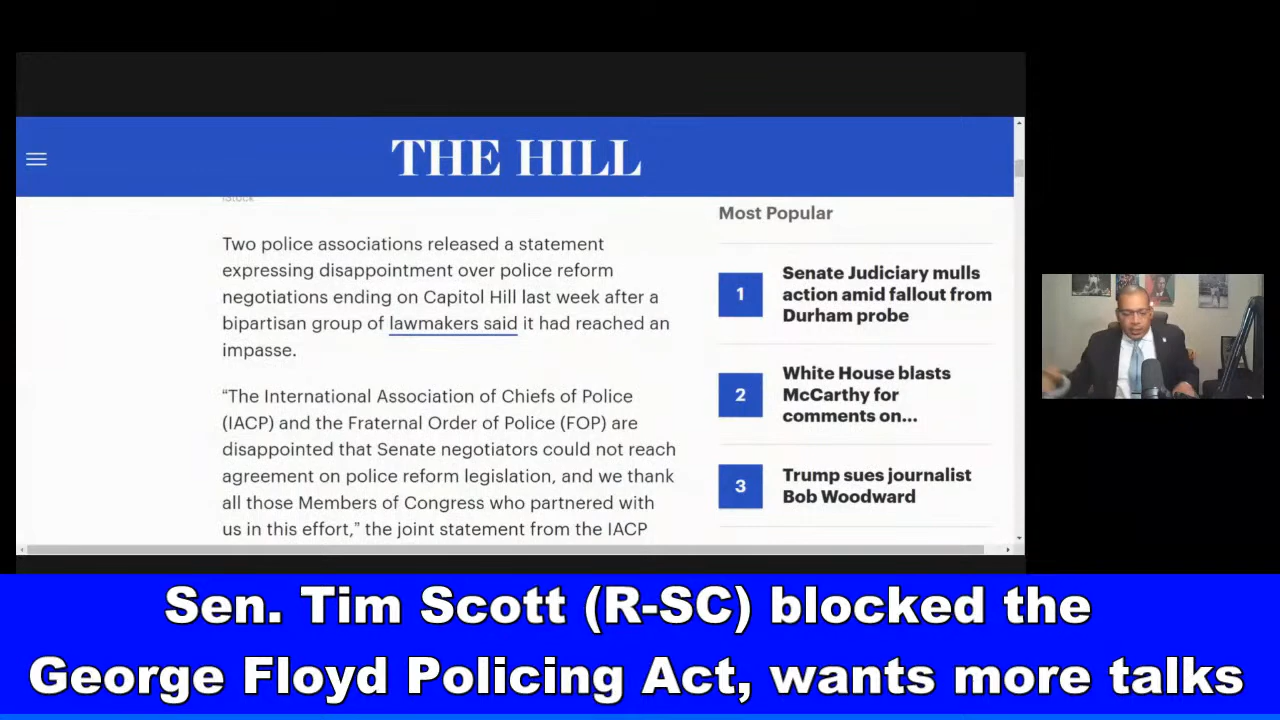 THE HILL
iStock
Two police associations released a statement
expressing disappointment over police reform
negotiations ending on Capitol Hill last week after a
bipartisan group of lawmakers said it had reached an
impasse.
“The International Association of Chiefs of Police
(IACP) and the Fraternal Order of Police (FOP) are
disappointed that Senate negotiators could not reach
agreement on police reform legislation, and we thank
all those Members of Congress who partnered with
us in this effort,” the joint statement from the IACP
Most Popular
1
Senate Judiciary mulls
action amid fallout from
Durham probe
2
White House blasts
McCarthy for
comments on...
3
Trump sues journalist
Bob Woodward
Sen. Tim Scott (R-SC) blocked the
George Floyd Policing Act, wants more talks